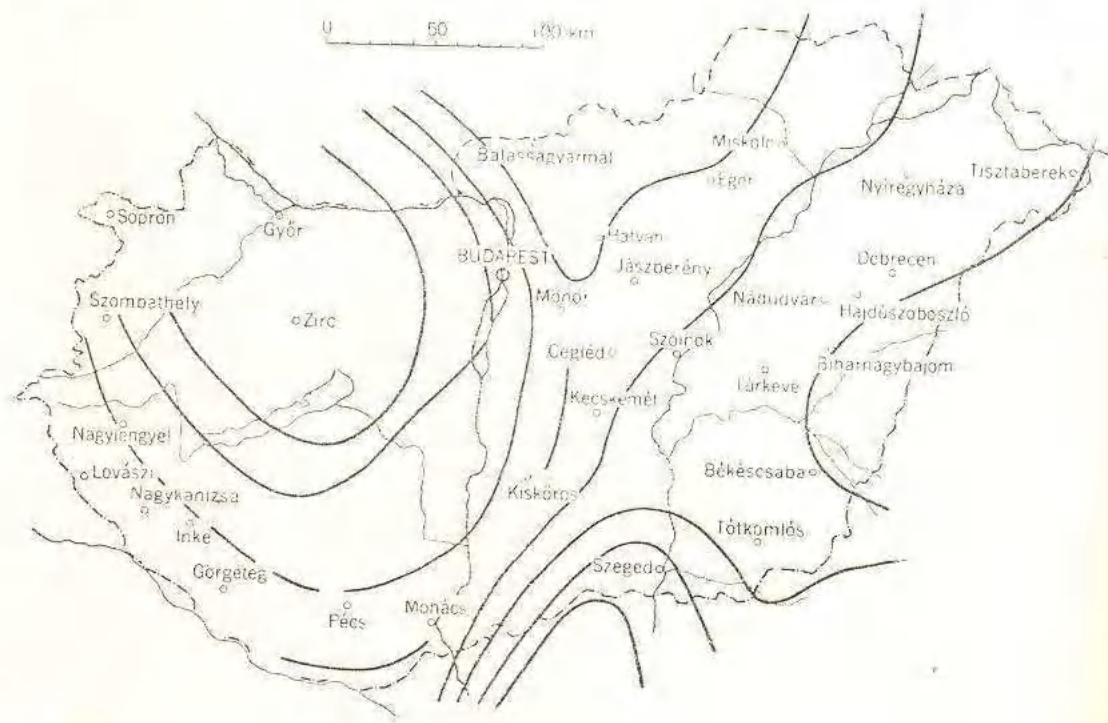 0 50 100 km
Balassagyarmat
Miskolc
Eger
Nyíregyháza
Tisztaberek
Sopron
Győr
Hatvan
BUDAPEST
Jászberény
Debrecen
Monor
Nádudvar
Hajdúszoboszló
Szombathely
Zirc
Cegléd
Szolnok
Túrkeve
Biharnagybajom
Kecskemét
Nagylengyel
Lovászi
Nagykanizsa
Inke
Kiskőrös
Békéscsaba
Tótkomlós
Görgeteg
Szeged
Pécs
Mohács